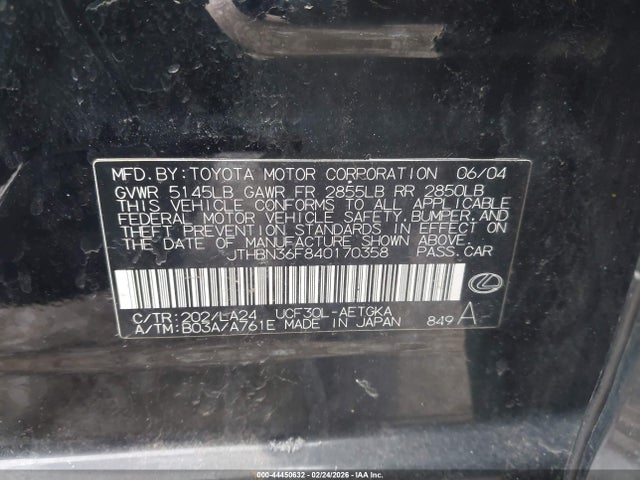 MFD.BY:TOYOTA MOTOR CORPORATION 06/04
GVWR 5145LB GAWR FR 2855LB RR 2850LB
THIS VEHICLE CONFORMS TO ALL APPLICABLE
FEDERAL MOTOR VEHICLE SAFETY,BUMPER,AND
THEFT PREVENTION STANDARDS IN EFFECT ON
THE DATE OF MANUFACTURE SHOWN ABOVE.
JTHBN36F840170358 PASS.CAR
C/TR:202/LA24 UCF30L-AETGKA
A/TM:B03A/A761E MADE IN JAPAN 849 A
000-44450632 - 02/24/2026 - Copyright IAA, Inc.